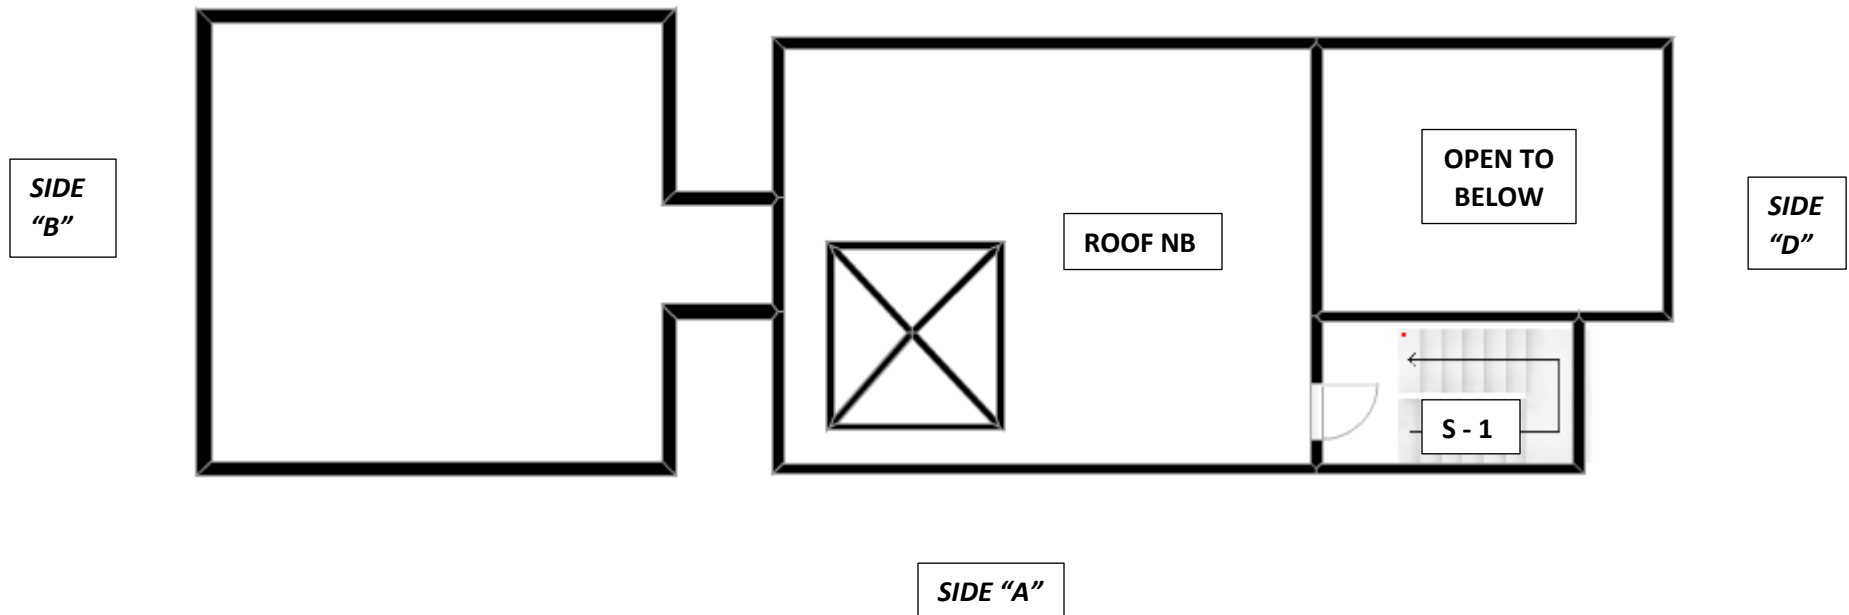 OPEN TO
BELOW
SIDE
“B”
SIDE
“D”
ROOF NB
S - 1
SIDE “A”